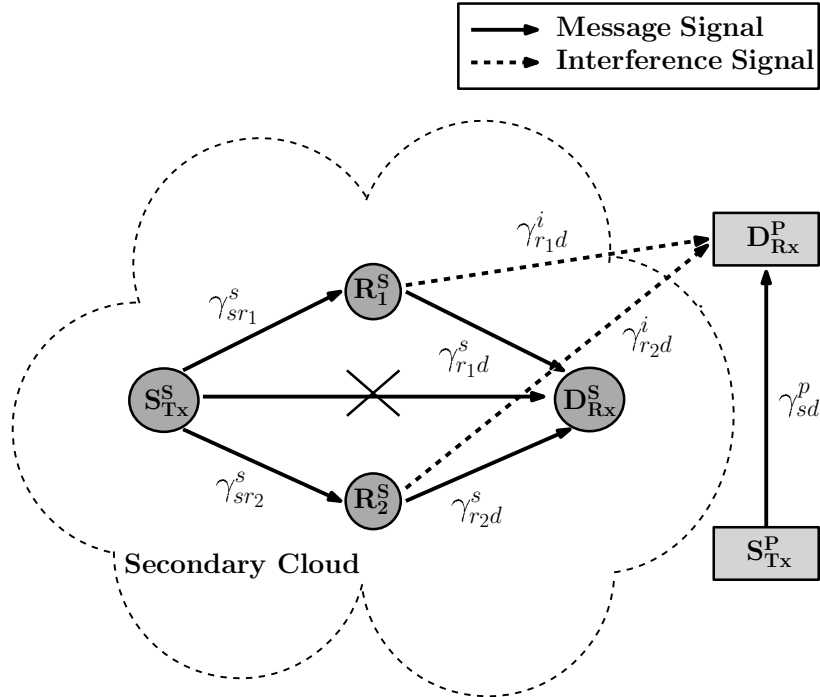 Message Signal
Interference Signal
γ^i_{r_1d}
D^P_{Rx}
R^S_1
γ^s_{sr_1}
γ^i_{r_2d}
γ^s_{r_1d}
S^S_{Tx}
D^S_{Rx}
γ^p_{sd}
γ^s_{sr_2}
R^S_2
γ^s_{r_2d}
S^P_{Tx}
Secondary Cloud